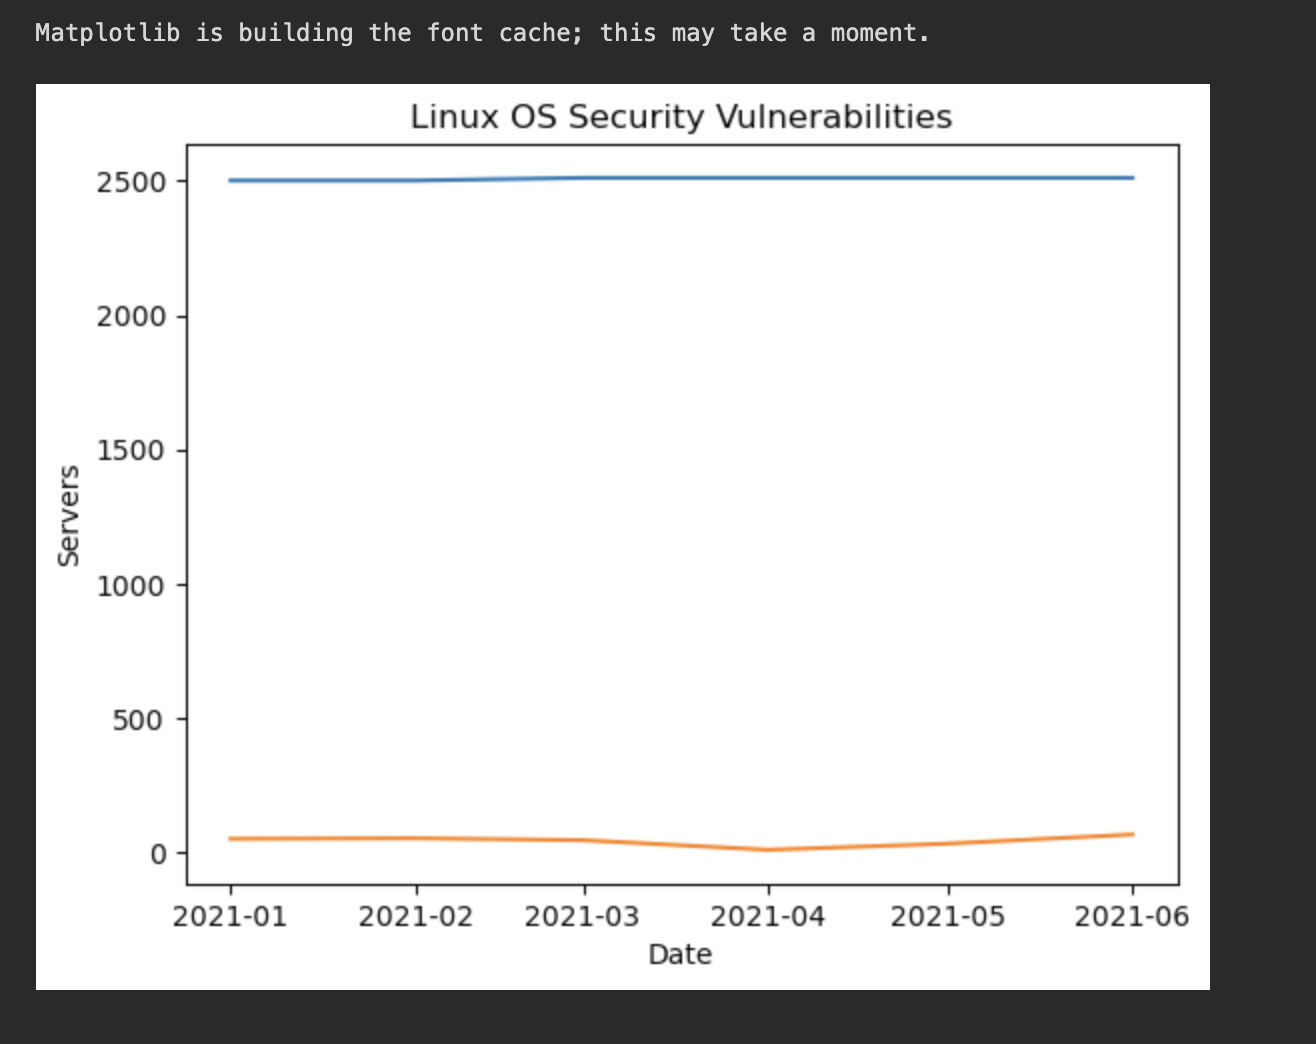 Matplotlib is building the font cache; this may take a moment.
Linux OS Security Vulnerabilities
2500
2000
1500
1000
500
0
Servers
2021-01 2021-02 2021-03 2021-04 2021-05 2021-06
Date